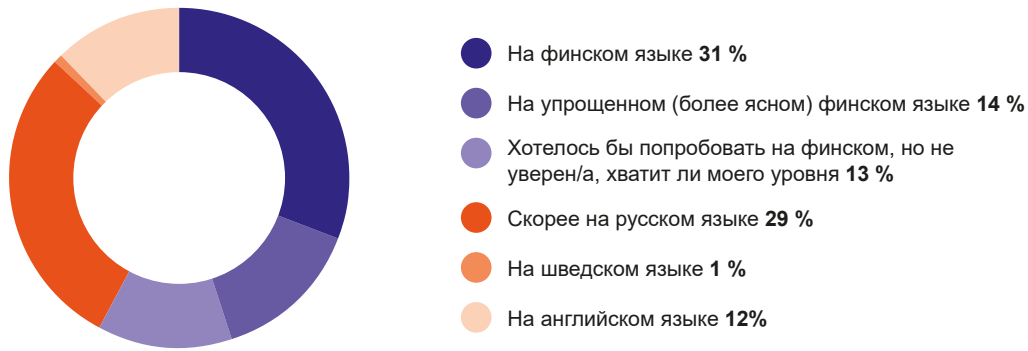 На финском языке 31 %
На упрощенном (более ясном) финском языке 14 %
Хотелось бы попробовать на финском, но не
уверен/а, хватит ли моего уровня 13 %
Скорее на русском языке 29 %
На шведском языке 1 %
На английском языке 12%